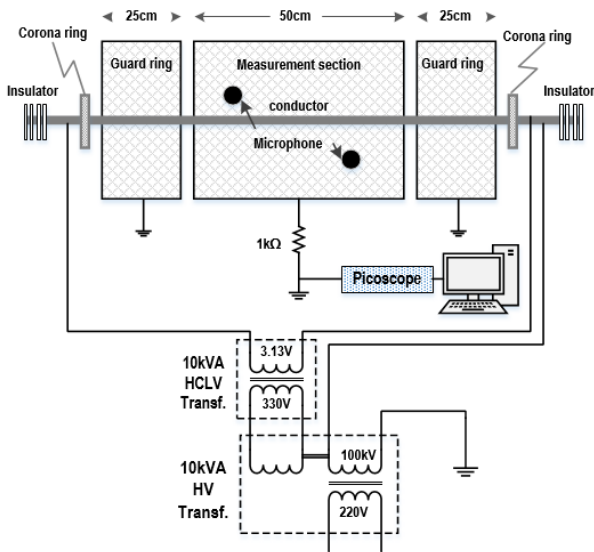 25cm
50cm
25cm
Corona ring
Corona ring
Guard ring
Measurement section
Guard ring
Insulator
Insulator
conductor
Microphone
1kΩ
Picoscope
3.13V
10kVA
HCLV
Transf.
330V
100kV
10kVA
HV
Transf.
220V